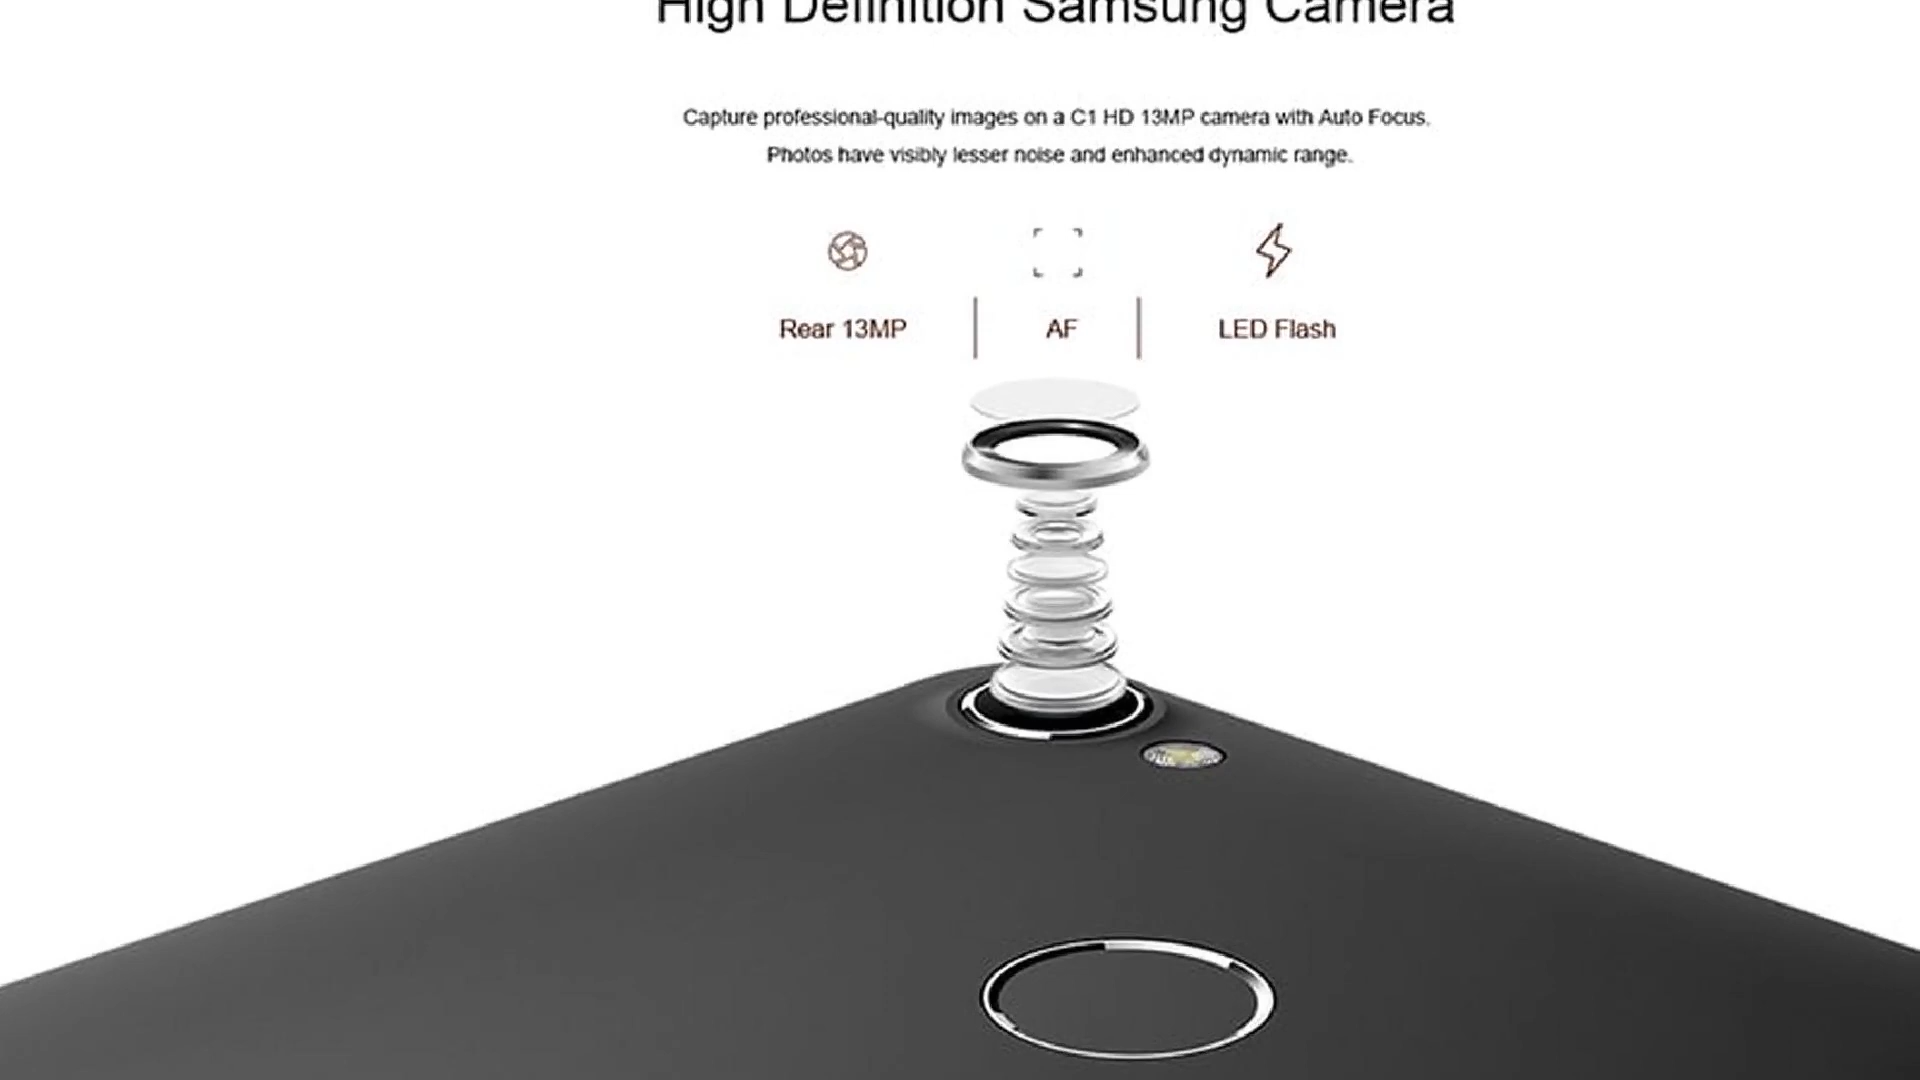 High Definition Samsung Camera
Capture professional-quality images on a C1 HD 13MP camera with Auto Focus.
Photos have visibly lesser noise and enhanced dynamic range.
Rear 13MP
AF
LED Flash